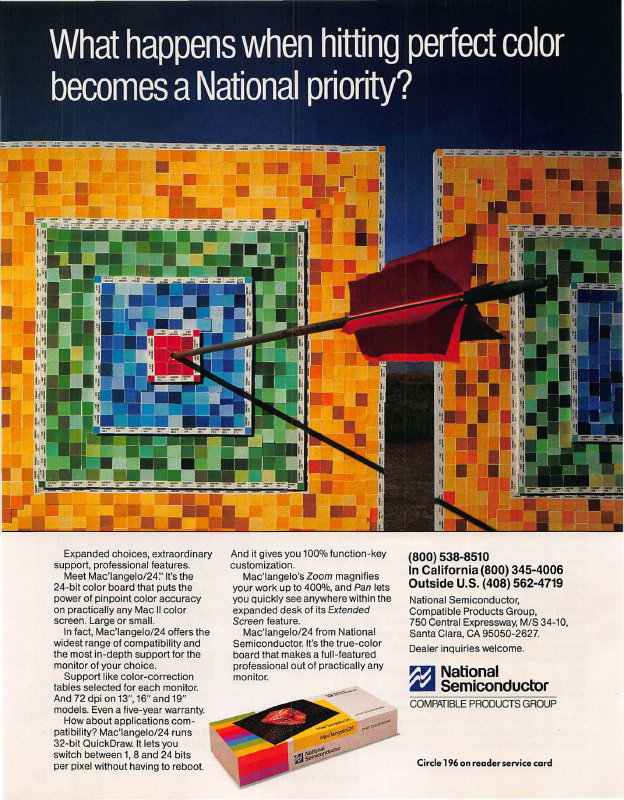 What happens when hitting perfect color
becomes a National priority?
Expanded choices, extraordinary
support, professional features.
Meet Mac'langelo/24.™ It's the
24-bit color board that puts the
power of pinpoint color accuracy
on practically any Mac II color
screen. Large or small.
In fact, Mac'langelo/24 offers the
widest range of compatibility and
the most in-depth support for the
monitor of your choice.
Support like color-correction
tables selected for each monitor.
And 72 dpi on 13", 16" and 19"
models. Even a five-year warranty.
How about applications com-
patibility? Mac'langelo/24 runs
32-bit QuickDraw. It lets you
switch between 1, 8 and 24 bits
per pixel without having to reboot.
And it gives you 100% function-key
customization.
Mac'langelo's Zoom magnifies
your work up to 400%, and Pan lets
you quickly see anywhere within the
expanded desk of its Extended
Screen feature.
Mac'langelo/24 from National
Semiconductor. It's the true-color
board that makes a full-featured
professional out of practically any
monitor.
Mac'langelo/24
Mac'langelo/24
National
Semiconductor
(800) 538-8510
In California (800) 345-4006
Outside U.S. (408) 562-4719
National Semiconductor,
Compatible Products Group,
750 Central Expressway, M/S 34-10,
Santa Clara, CA 95050-2627.
Dealer inquiries welcome.
National
Semiconductor
COMPATIBLE PRODUCTS GROUP
Circle 196 on reader service card